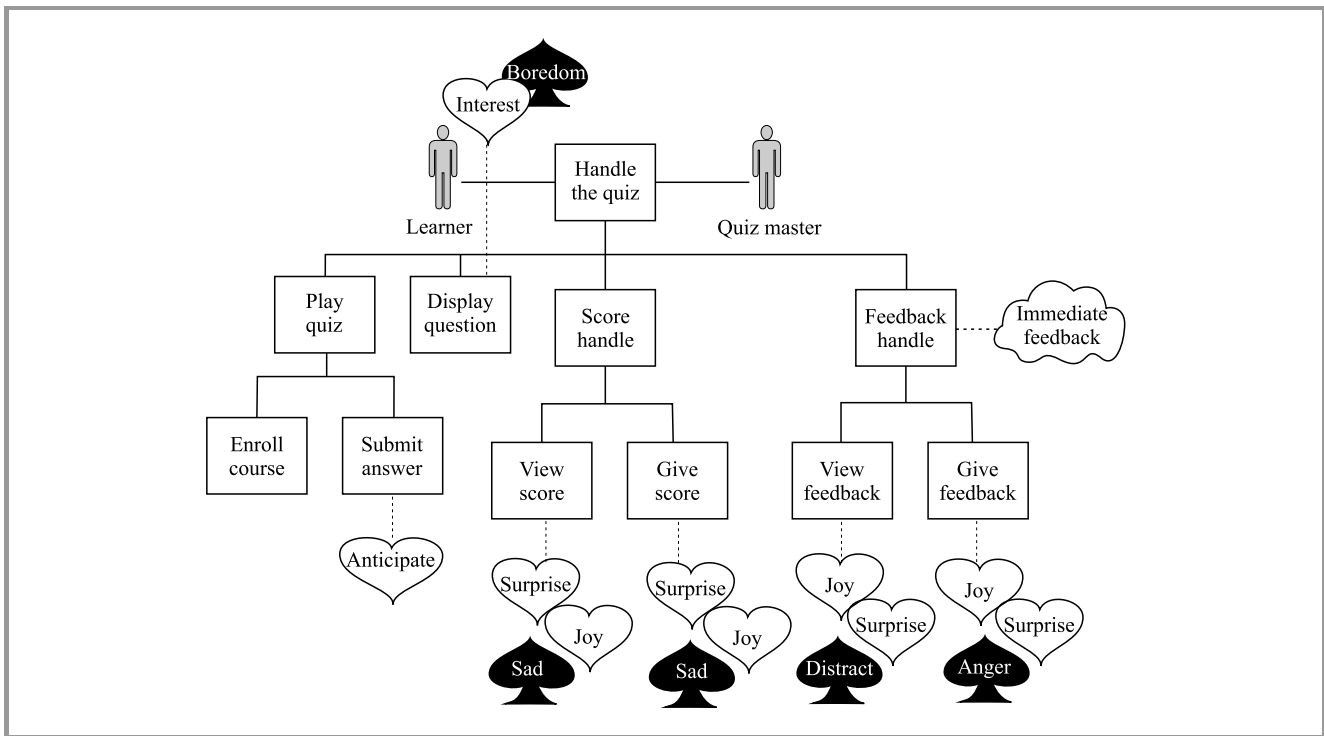 Boredom
Interest
Handle
the quiz
Learner
Quiz master
Play
quiz
Display
question
Score
handle
Feedback
handle
Immediate
feedback
Enroll
course
Submit
answer
View
score
Give
score
View
feedback
Give
feedback
Anticipate
Surprise
Joy
Sad
Surprise
Joy
Sad
Joy
Surprise
Distract
Joy
Surprise
Anger